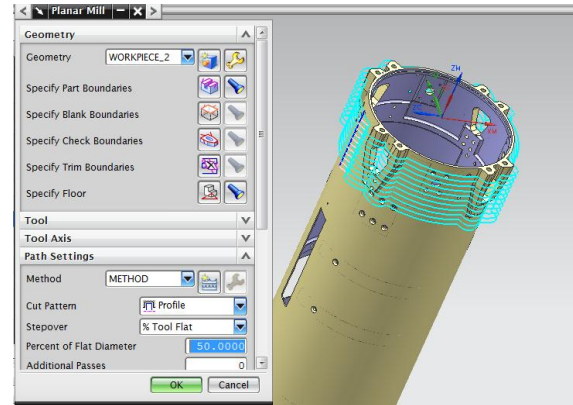 Planar Mill
Geometry
Geometry WORKPIECE_2
Specify Part Boundaries
Specify Blank Boundaries
Specify Check Boundaries
Specify Trim Boundaries
Specify Floor
Tool
Tool Axis
Path Settings
Method METHOD
Cut Pattern Profile
Stepover % Tool Flat
Percent of Flat Diameter 50.0000
Additional Passes 0
OK Cancel
ZM
YM